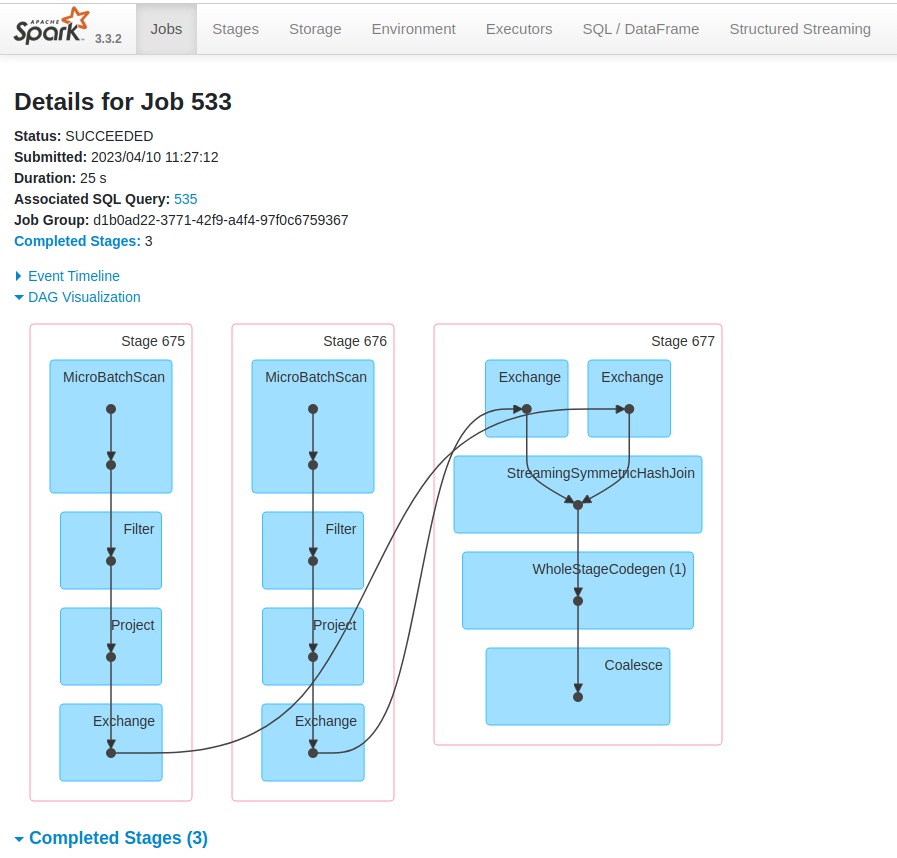 APACHE
Spark 3.3.2 Jobs Stages Storage Environment Executors SQL / DataFrame Structured Streaming
Details for Job 533
Status: SUCCEEDED
Submitted: 2023/04/10 11:27:12
Duration: 25 s
Associated SQL Query: 535
Job Group: d1b0ad22-3771-42f9-a4f4-97f0c6759367
Completed Stages: 3
Event Timeline
DAG Visualization
Stage 675
MicroBatchScan
Filter
Project
Exchange
Stage 676
MicroBatchScan
Filter
Project
Exchange
Stage 677
Exchange Exchange
StreamingSymmetricHashJoin
WholeStageCodegen (1)
Coalesce
Completed Stages (3)